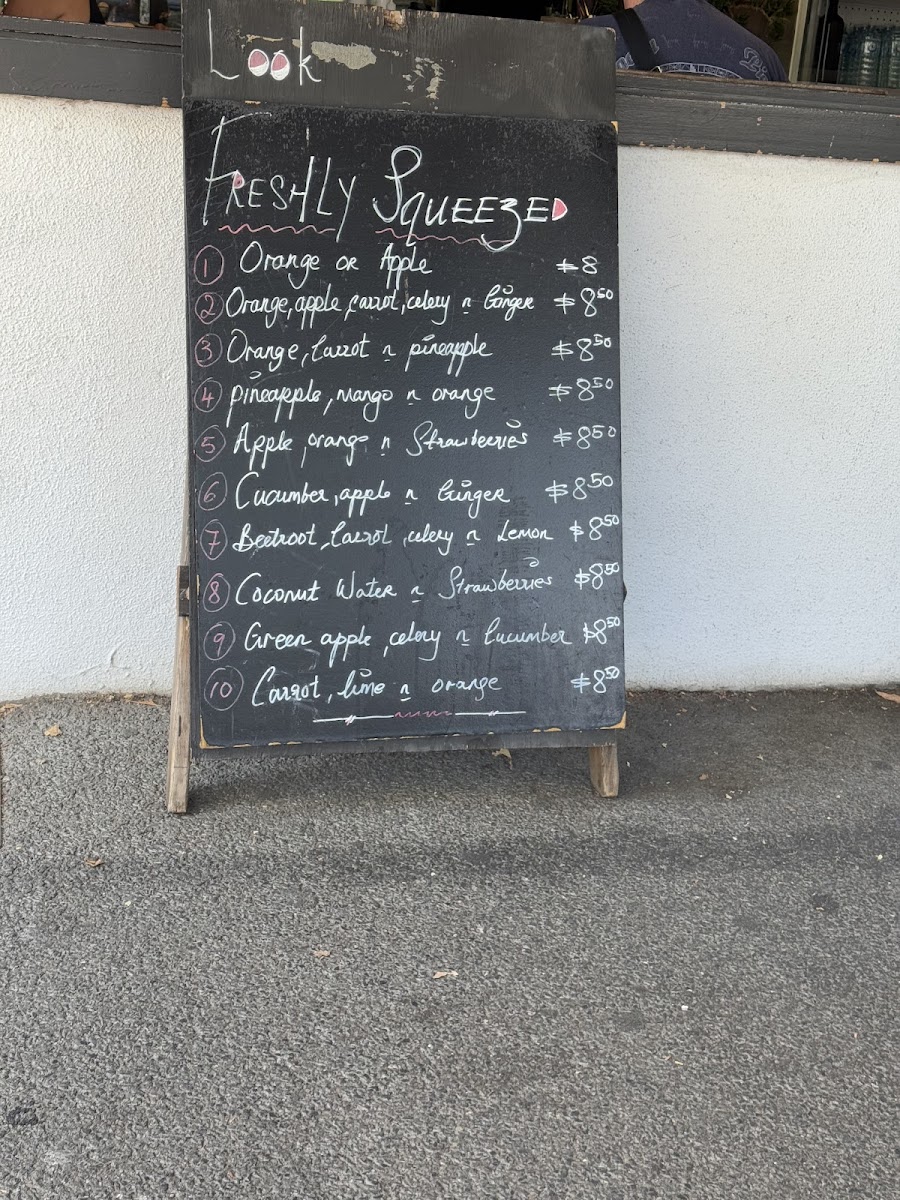 Look
FRESHLY SQUEEZED
1 Orange OR Apple $8
2 Orange, apple, carrot, celery n Ginger $8.50
3 Orange, Carrot n pineapple $8.50
4 pineapple, mango n orange $8.50
5 Apple, orange n Strawberries $8.50
6 Cucumber, apple n Ginger $8.50
7 Beetroot, Carrot, celery n Lemon $8.50
8 Coconut Water n Strawberries $8.50
9 Green apple, celery n Cucumber $8.50
10 Carrot, lime n orange $8.50